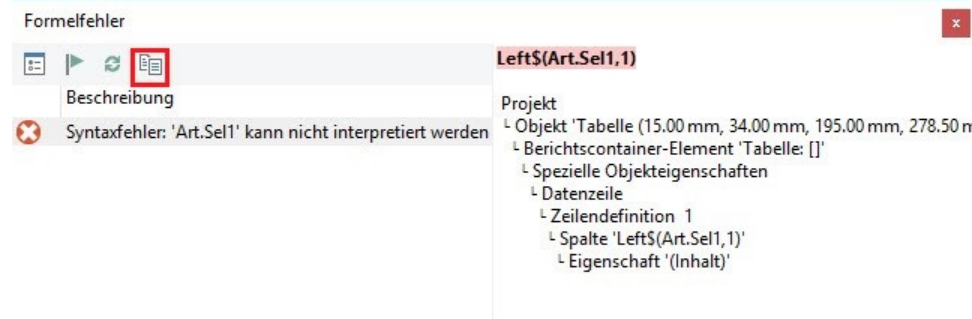 Formelfehler
Left$(Art.Sel1,1)
Beschreibung
Syntaxfehler: 'Art.Sel1' kann nicht interpretiert werden
Projekt
└ Objekt 'Tabelle (15.00 mm, 34.00 mm, 195.00 mm, 278.50 m
└ Berichtscontainer-Element 'Tabelle: []'
└ Spezielle Objekteigenschaften
└ Datenzeile
└ Zeilendefinition 1
└ Spalte 'Left$(Art.Sel1,1)'
└ Eigenschaft '(Inhalt)'